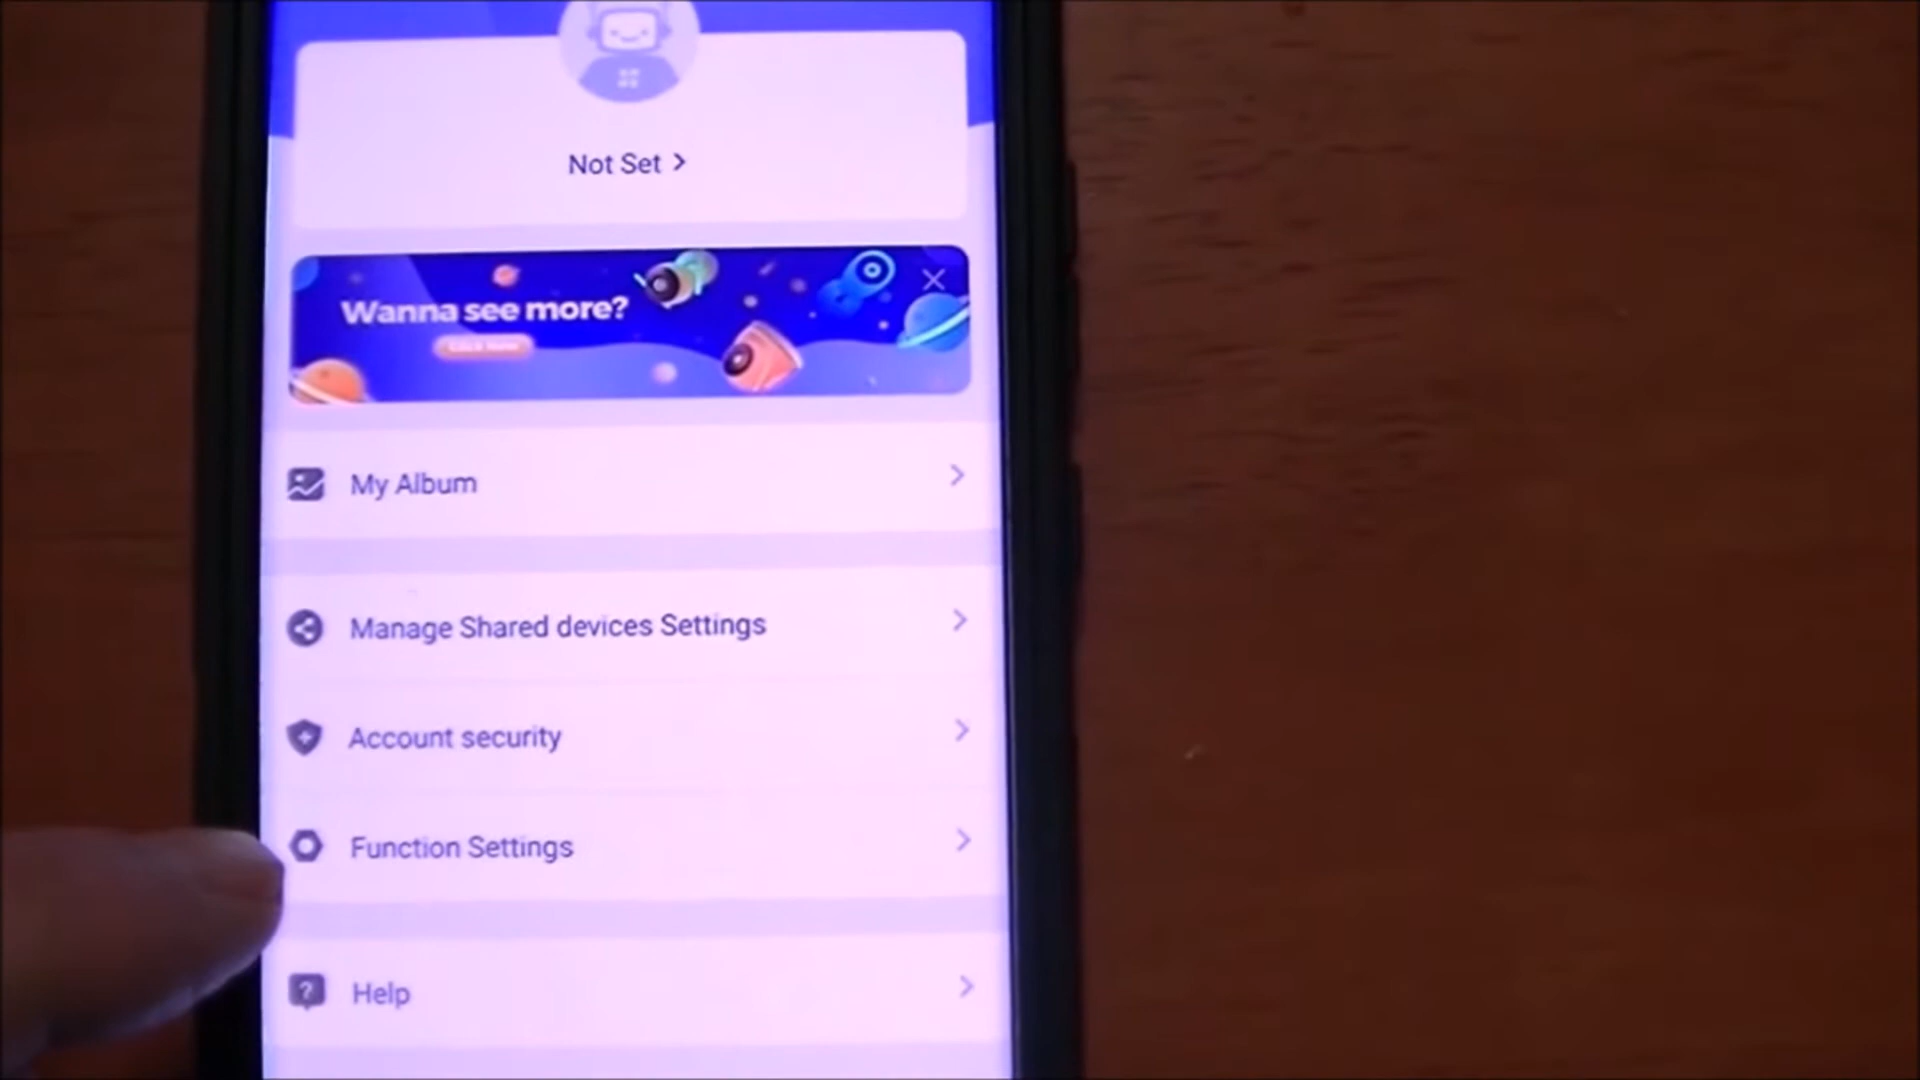 Not Set
Wanna see more?
My Album
Manage Shared devices Settings
Account security
Function Settings
Help